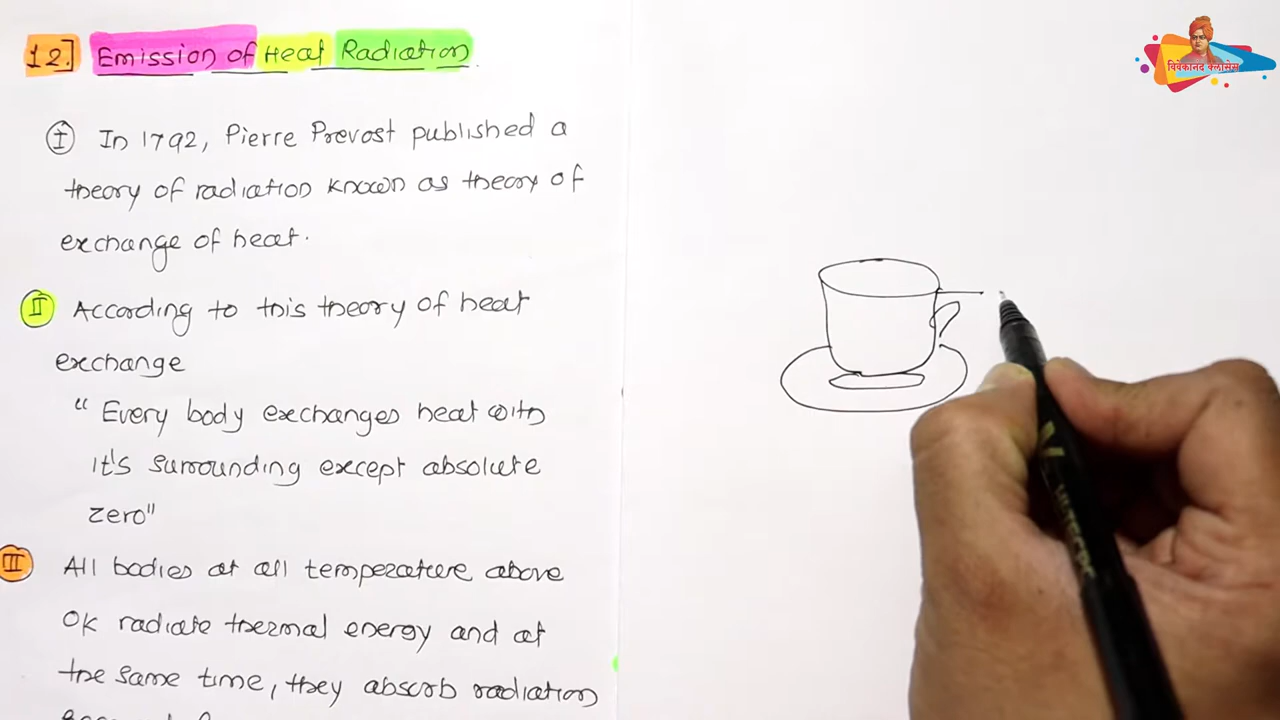 12.] Emission of Heat Radiation
I In 1792, Pierre Prevost published a
theory of radiation known as theory of
exchange of heat.
II According to this theory of heat
exchange
"Every body exchanges heat with
it's surrounding except absolute
zero"
III All bodies at all temperature above
0K radiate thermal energy and at
the same time, they absorb radiation
विवेकानंद क्लासेस